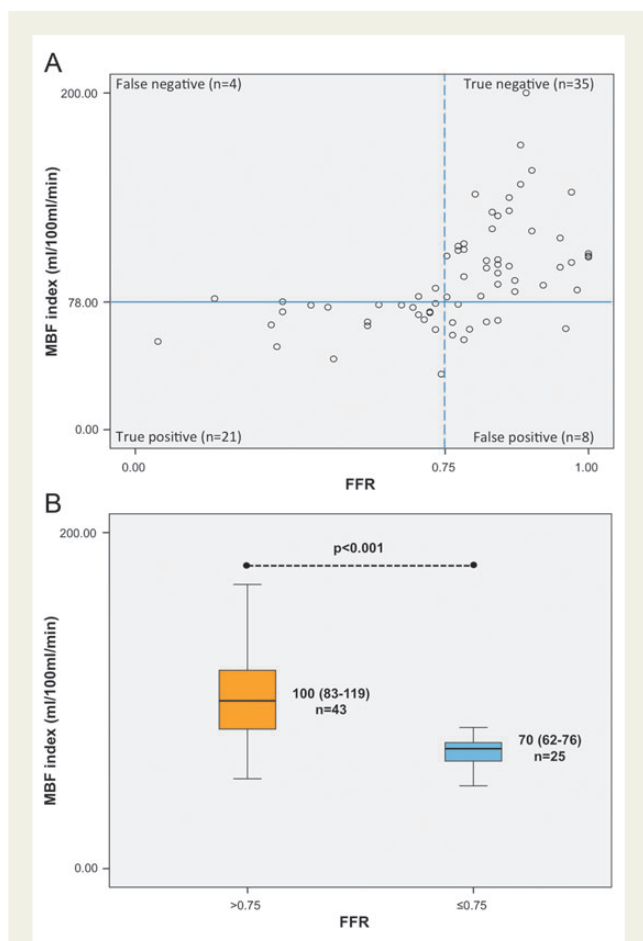 A
False negative (n=4) True negative (n=35)
200.00
MBF index (ml/100ml/min)
78.00
0.00
True positive (n=21) False positive (n=8)
0.00 0.75 1.00
FFR
B
200.00
p<0.001
MBF index (ml/100ml/min)
100 (83-119)
n=43
70 (62-76)
n=25
0.00
>0.75 ≤0.75
FFR